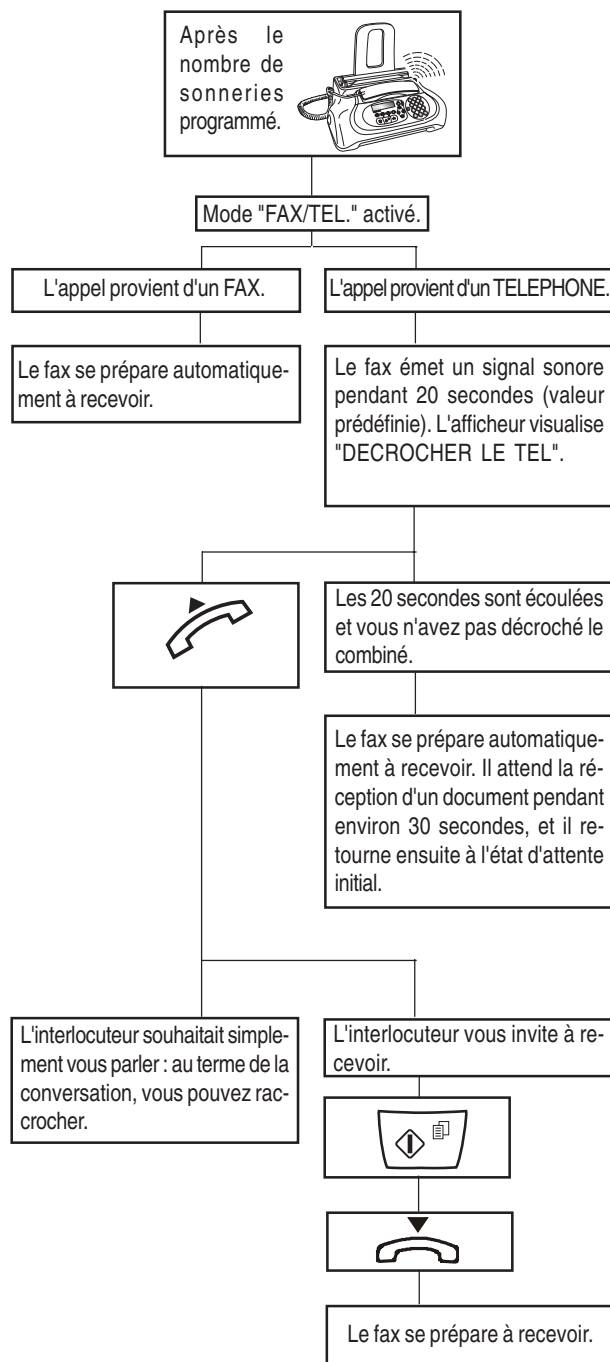 Après le
nombre de
sonneries
programmé.
Mode "FAX/TEL." activé.
L'appel provient d'un FAX.
L'appel provient d'un TELEPHONE.
Le fax se prépare automatique-
ment à recevoir.
Le fax émet un signal sonore
pendant 20 secondes (valeur
prédéfinie). L'afficheur visualise
"DECROCHER LE TEL".
Les 20 secondes sont écoulées
et vous n'avez pas décroché le
combiné.
Le fax se prépare automatique-
ment à recevoir. Il attend la ré-
ception d'un document pendant
environ 30 secondes, et il re-
tourne ensuite à l'état d'attente
initial.
L'interlocuteur souhaitait simple-
ment vous parler : au terme de la
conversation, vous pouvez rac-
crocher.
L'interlocuteur vous invite à re-
cevoir.
Le fax se prépare à recevoir.